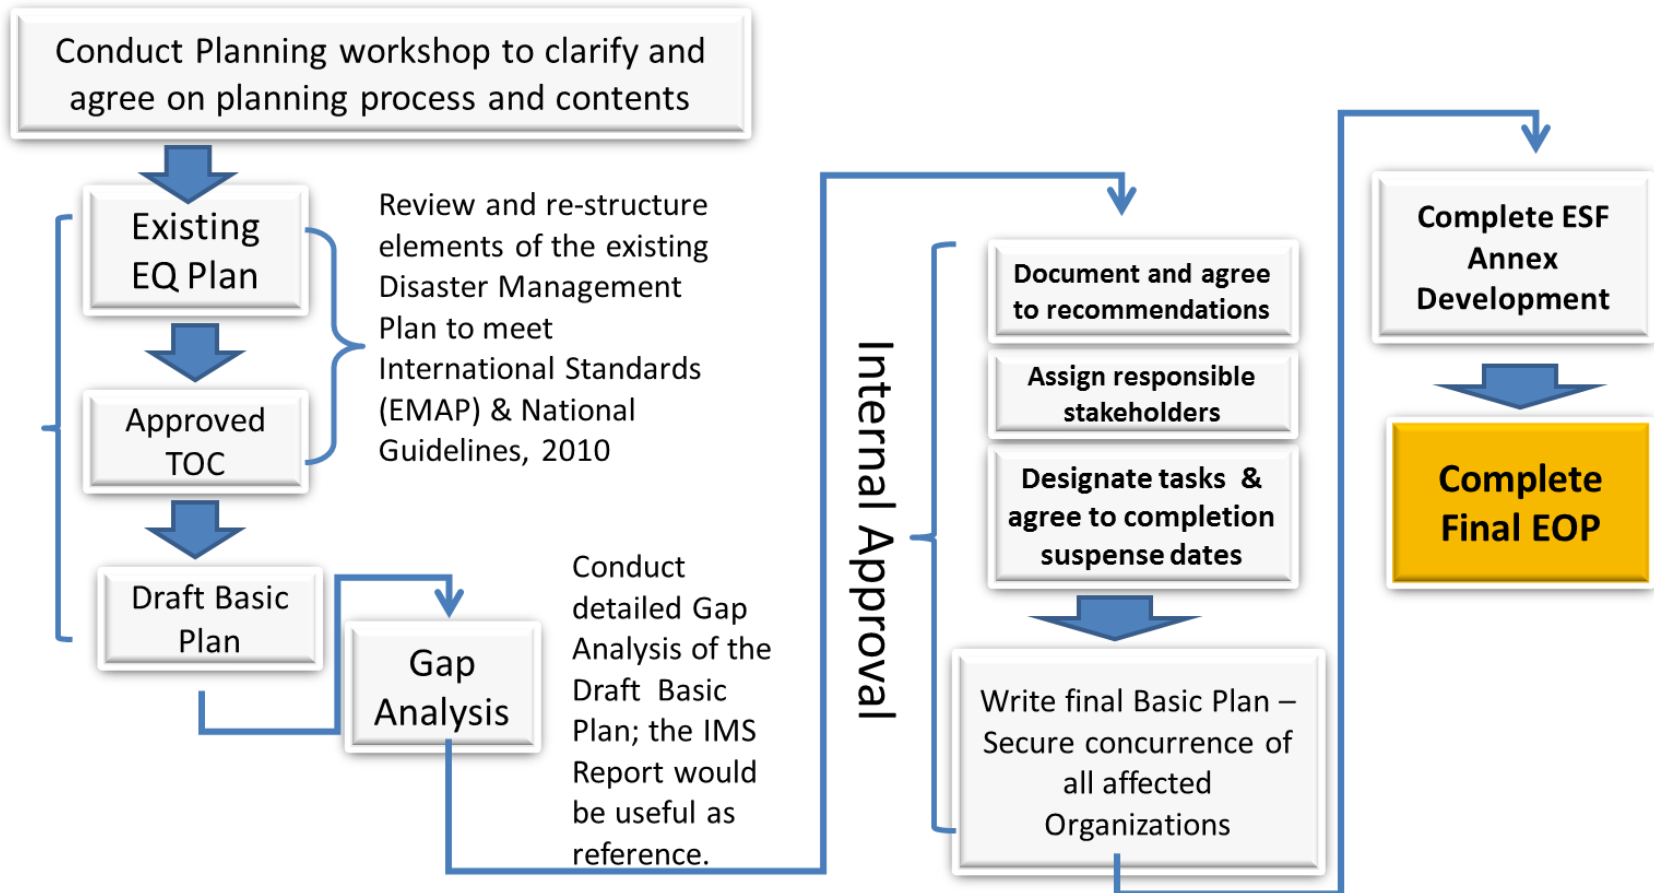 Conduct Planning workshop to clarify and
agree on planning process and contents
Existing
EQ Plan
Review and re-structure
elements of the existing
Disaster Management
Plan to meet
International Standards
(EMAP) & National
Guidelines, 2010
Approved
TOC
Draft Basic
Plan
Gap
Analysis
Conduct
detailed Gap
Analysis of the
Draft Basic
Plan; the IMS
Report would
be useful as
reference.
Internal Approval
Document and agree
to recommendations
Assign responsible
stakeholders
Designate tasks &
agree to completion
suspense dates
Write final Basic Plan –
Secure concurrence of
all affected
Organizations
Complete ESF
Annex
Development
Complete
Final EOP